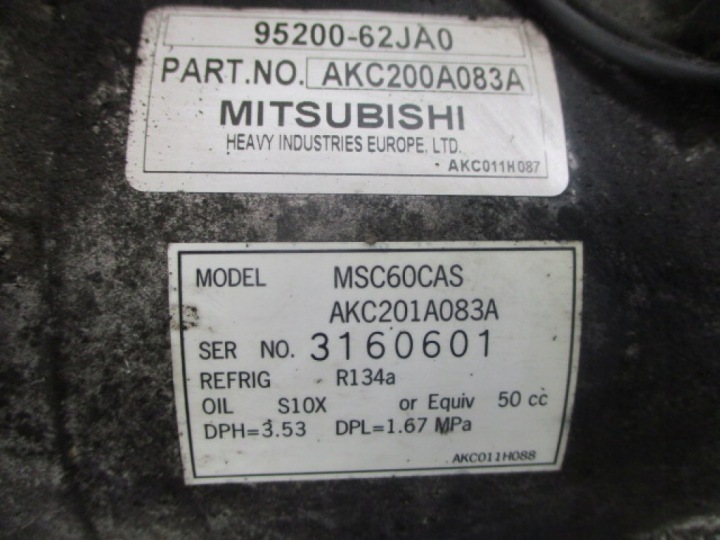 95200-62JA0
PART.NO. AKC200A083A
MITSUBISHI
HEAVY INDUSTRIES EUROPE, LTD.
AKC011H087
MODEL MSC60CAS
AKC201A083A
SER NO. 3160601
REFRIG R134a
OIL S10X or Equiv 50 cc
DPH=3.53 DPL=1.67 MPa
AKC011H088